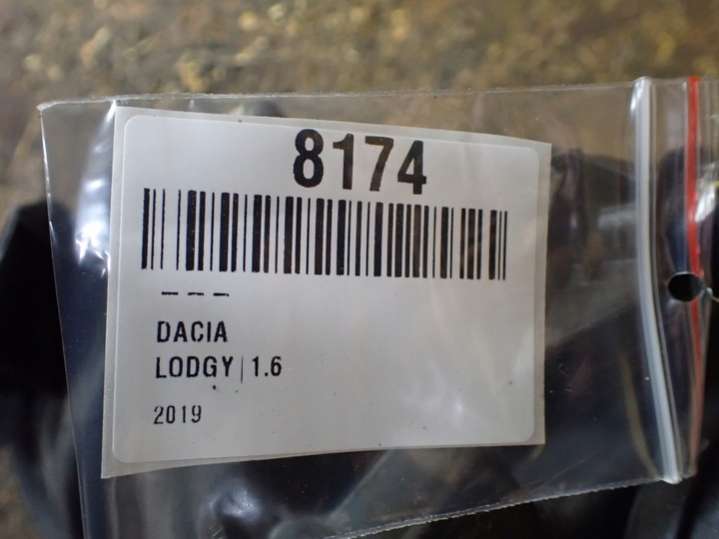 8174
---
DACIA
LODGY | 1.6
2019